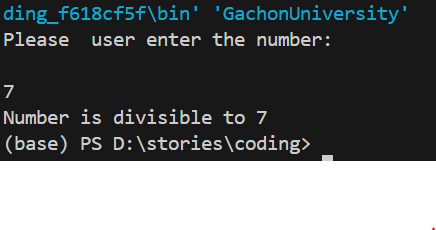 ding_f618cf5f\bin' 'GachonUniversity'
Please  user enter the number:
7
Number is divisible to 7
(base) PS D:\stories\coding>